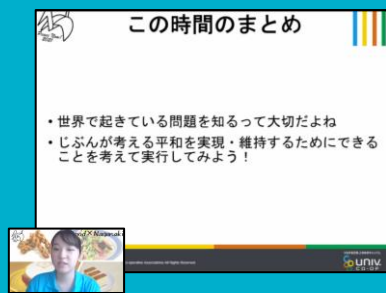 この時間のまとめ
・世界で起きている問題を知るって大切だよね
・じぶんが考える平和を実現・維持するためにできる
ことを考えて実行してみよう！
univ
CO-OP